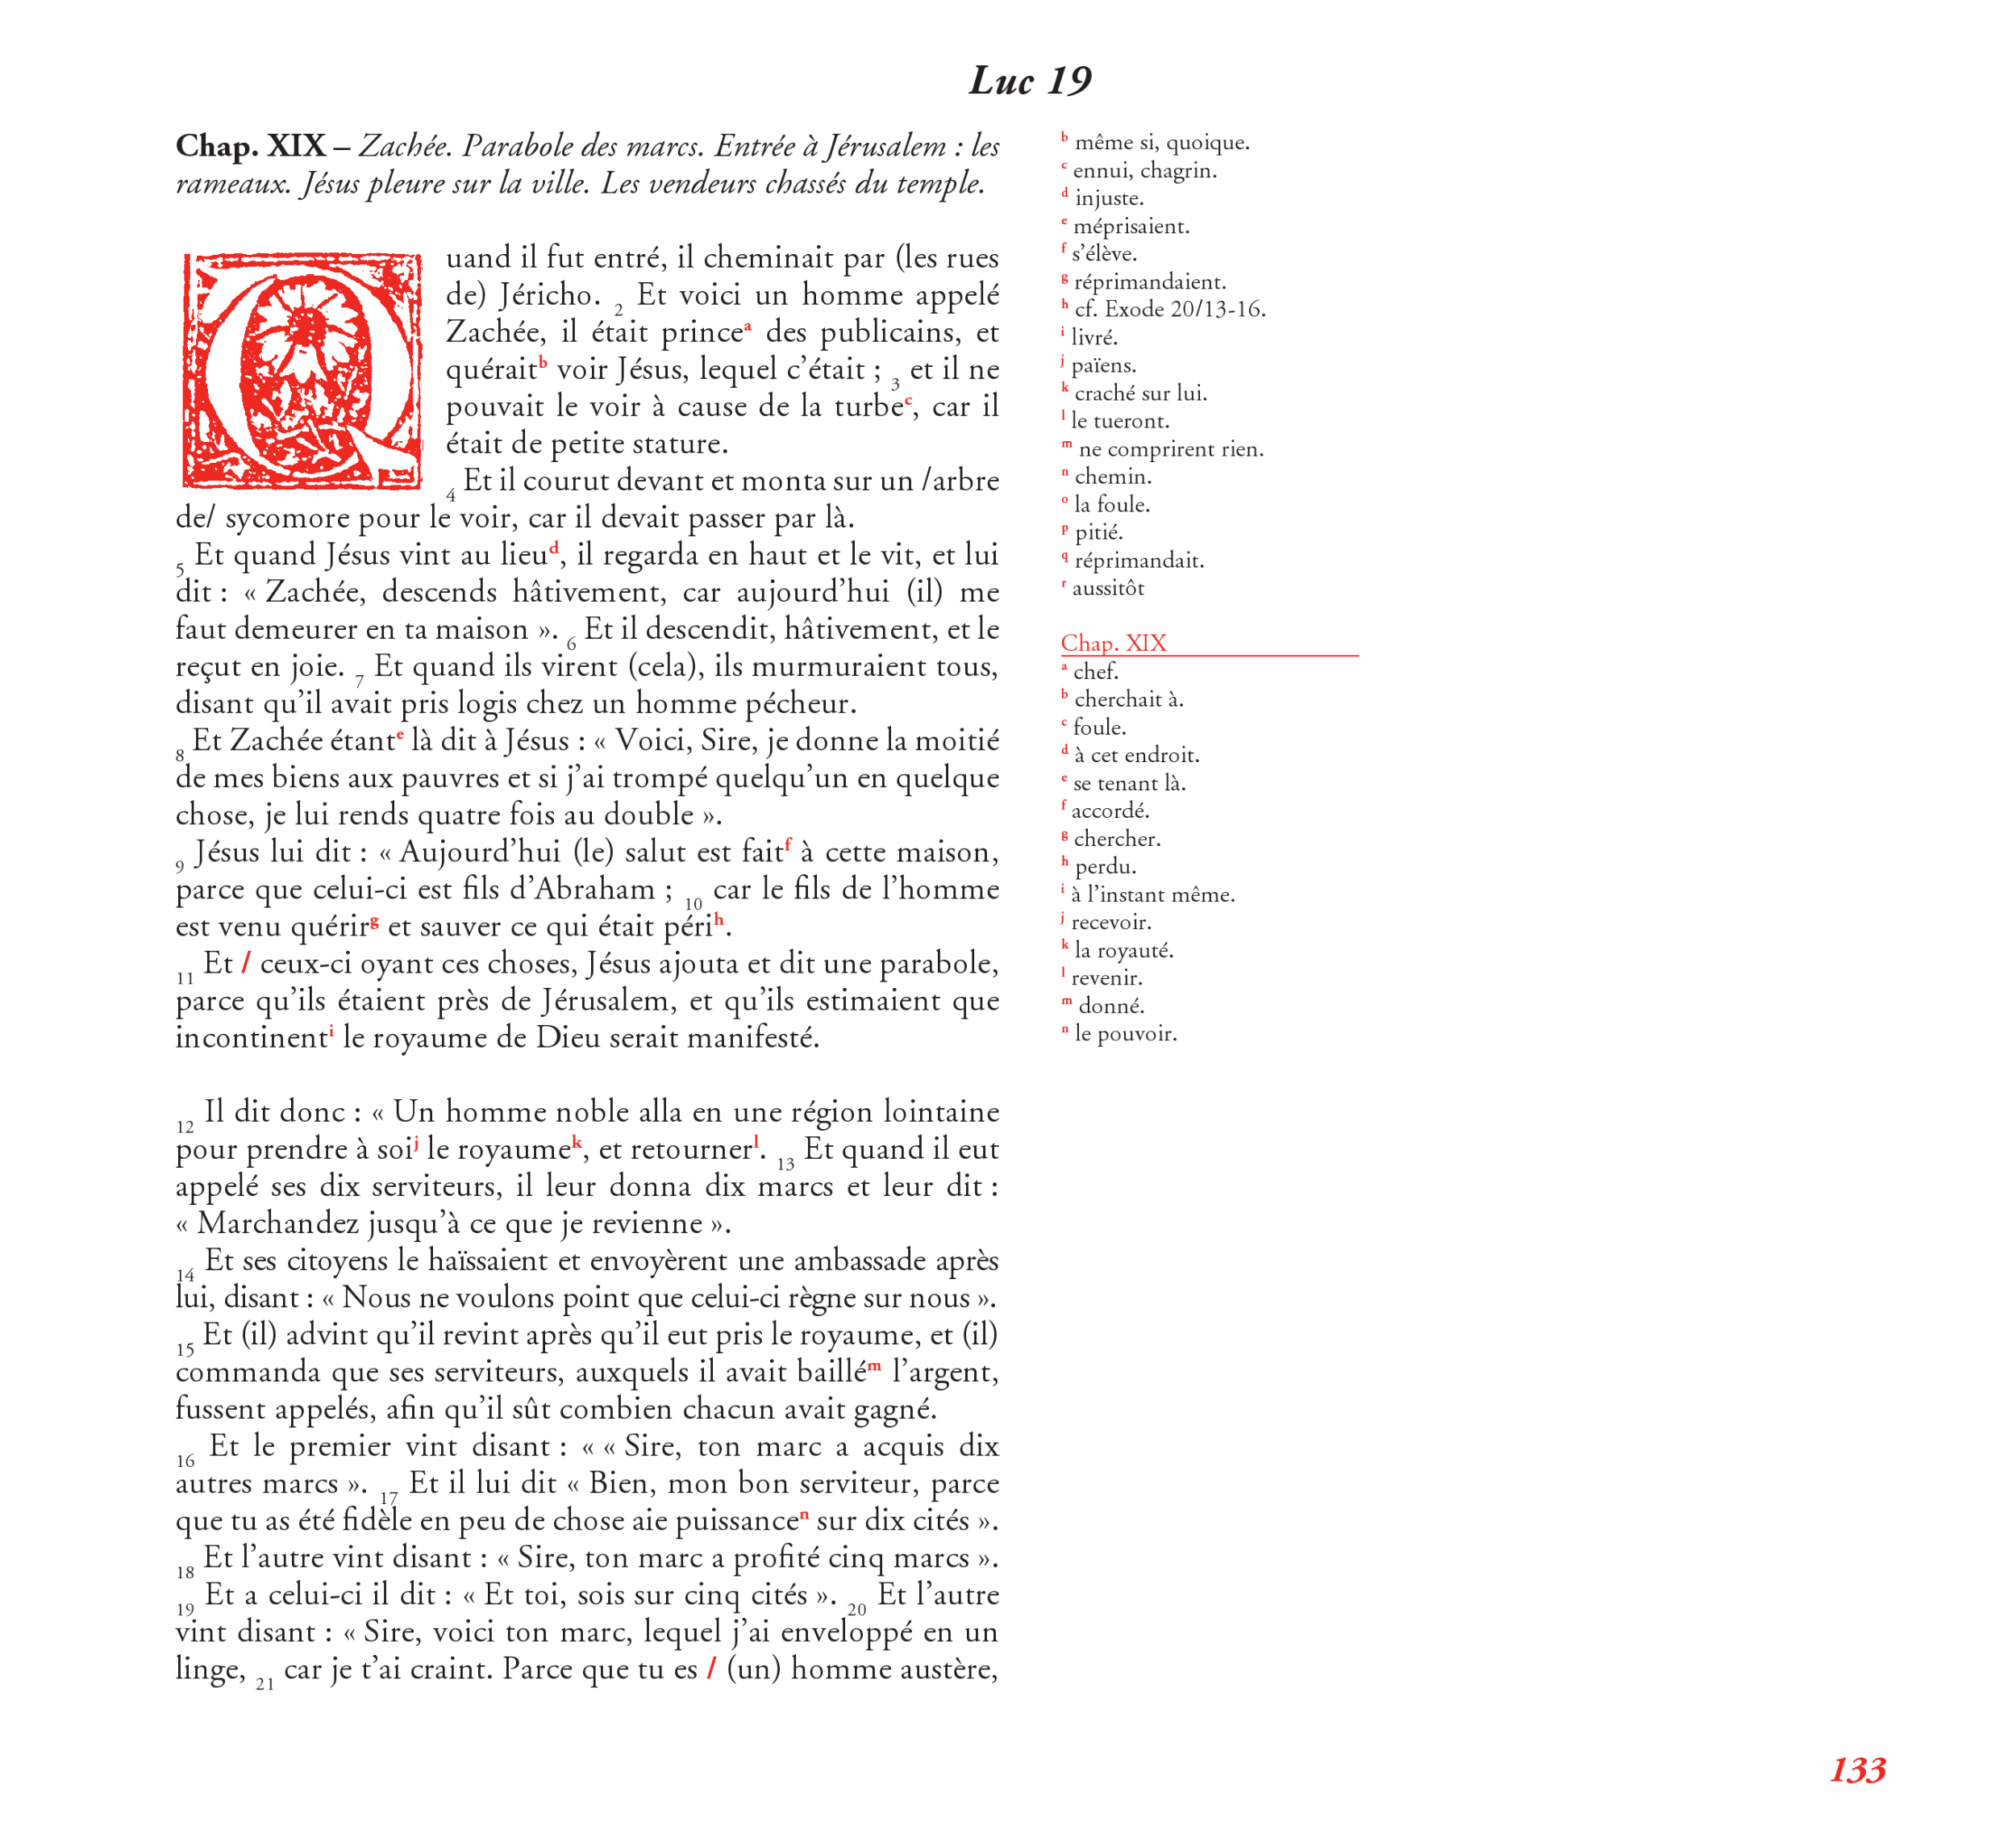 Luc 19
Chap. XIX – Zachée. Parabole des marcs. Entrée à Jérusalem : les
rameaux. Jésus pleure sur la ville. Les vendeurs chassés du temple.
Quand il fut entré, il cheminait par (les rues
de) Jéricho. 2 Et voici un homme appelé
Zachée, il était prince a des publicains, et
quérait b voir Jésus, lequel c’était ; 3 et il ne
pouvait le voir à cause de la turbe c, car il
était de petite stature.
4 Et il courut devant et monta sur un /arbre
de/ sycomore pour le voir, car il devait passer par là.
5 Et quand Jésus vint au lieu d, il regarda en haut et le vit, et lui
dit : « Zachée, descends hâtivement, car aujourd’hui (il) me
faut demeurer en ta maison ». 6 Et il descendit, hâtivement, et le
reçut en joie. 7 Et quand ils virent (cela), ils murmuraient tous,
disant qu’il avait pris logis chez un homme pécheur.
8 Et Zachée étant e là dit à Jésus : « Voici, Sire, je donne la moitié
de mes biens aux pauvres et si j’ai trompé quelqu’un en quelque
chose, je lui rends quatre fois au double ».
9 Jésus lui dit : « Aujourd’hui (le) salut est fait f à cette maison,
parce que celui-ci est fils d’Abraham ; 10 car le fils de l’homme
est venu quérir g et sauver ce qui était péri h.
11 Et / ceux-ci oyant ces choses, Jésus ajouta et dit une parabole,
parce qu’ils étaient près de Jérusalem, et qu’ils estimaient que
incontinent i le royaume de Dieu serait manifesté.
12 Il dit donc : « Un homme noble alla en une région lointaine
pour prendre à soi j le royaume k, et retourner l. 13 Et quand il eut
appelé ses dix serviteurs, il leur donna dix marcs et leur dit :
« Marchandez jusqu’à ce que je revienne ».
14 Et ses citoyens le haïssaient et envoyèrent une ambassade après
lui, disant : « Nous ne voulons point que celui-ci règne sur nous ».
15 Et (il) advint qu’il revint après qu’il eut pris le royaume, et (il)
commanda que ses serviteurs, auxquels il avait baillé m l’argent,
fussent appelés, afin qu’il sût combien chacun avait gagné.
16 Et le premier vint disant : « « Sire, ton marc a acquis dix
autres marcs ». 17 Et il lui dit « Bien, mon bon serviteur, parce
que tu as été fidèle en peu de chose aie puissance n sur dix cités ».
18 Et l’autre vint disant : « Sire, ton marc a profité cinq marcs ».
19 Et a celui-ci il dit : « Et toi, sois sur cinq cités ». 20 Et l’autre
vint disant : « Sire, voici ton marc, lequel j’ai enveloppé en un
linge, 21 car je t’ai craint. Parce que tu es / (un) homme austère,
b même si, quoique.
c ennui, chagrin.
d injuste.
e méprisaient.
f s’élève.
g réprimandaient.
h cf. Exode 20/13-16.
i livré.
j païens.
k craché sur lui.
l le tueront.
m ne comprirent rien.
n chemin.
o la foule.
p pitié.
q réprimandait.
r aussitôt
Chap. XIX
a chef.
b cherchait à.
c foule.
d à cet endroit.
e se tenant là.
f accordé.
g chercher.
h perdu.
i à l’instant même.
j recevoir.
k la royauté.
l revenir.
m donné.
n le pouvoir.
133